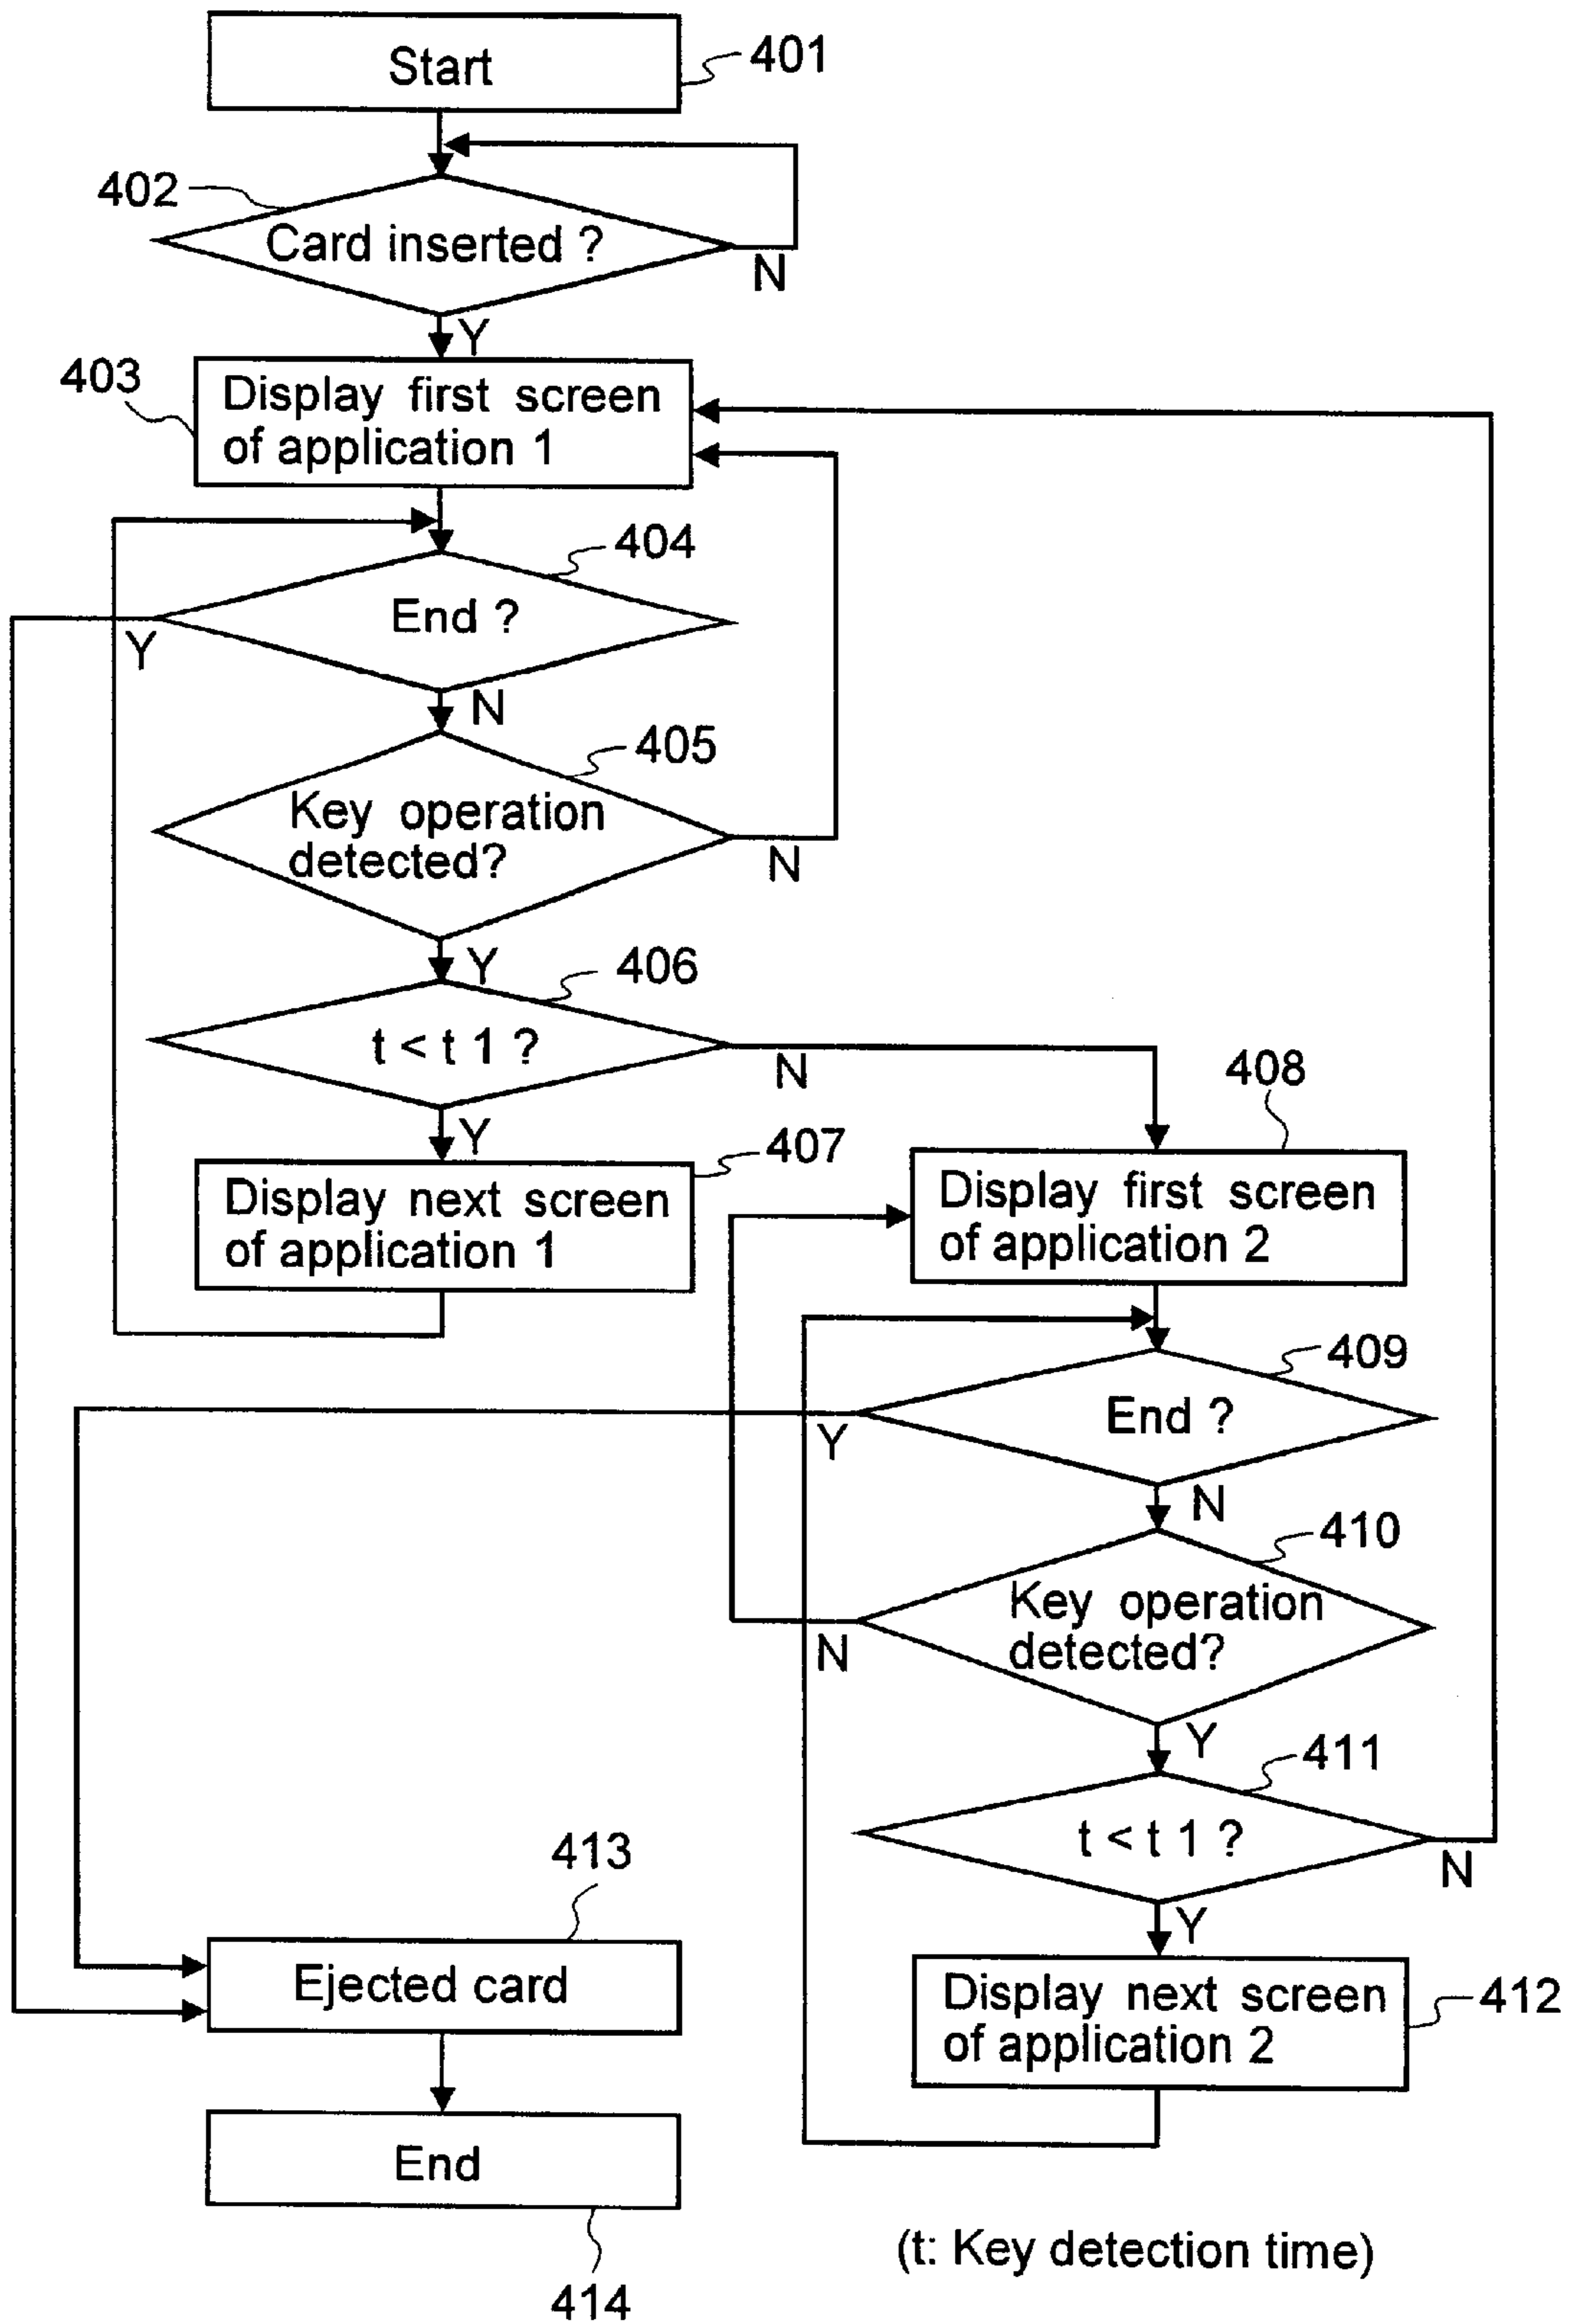 Start
401
402
Card inserted ?
N
Y
403
Display first screen
of application 1
404
End ?
Y
N
405
Key operation
detected?
N
Y
406
t < t 1 ?
N
Y
407
Display next screen
of application 1
408
Display first screen
of application 2
409
End ?
Y
N
410
Key operation
detected?
N
Y
411
t < t 1 ?
N
Y
412
Display next screen
of application 2
413
Ejected card
End
414
(t: Key detection time)